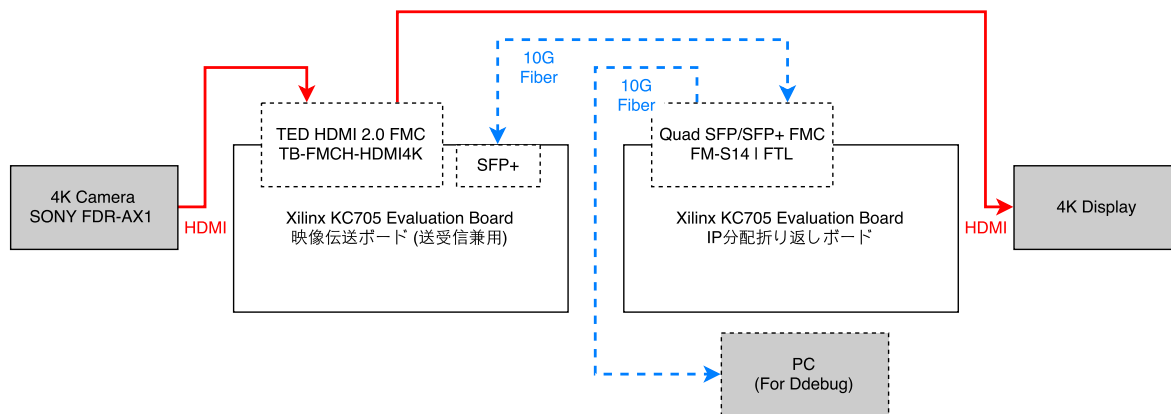 10G
Fiber
10G
Fiber
TED HDMI 2.0 FMC
TB-FMCH-HDMI4K
SFP+
Quad SFP/SFP+ FMC
FM-S14 | FTL
4K Camera
SONY FDR-AX1
HDMI
Xilinx KC705 Evaluation Board
映像伝送ボード (送受信兼用)
Xilinx KC705 Evaluation Board
IP分配折り返しボード
HDMI
4K Display
PC
(For Ddebug)